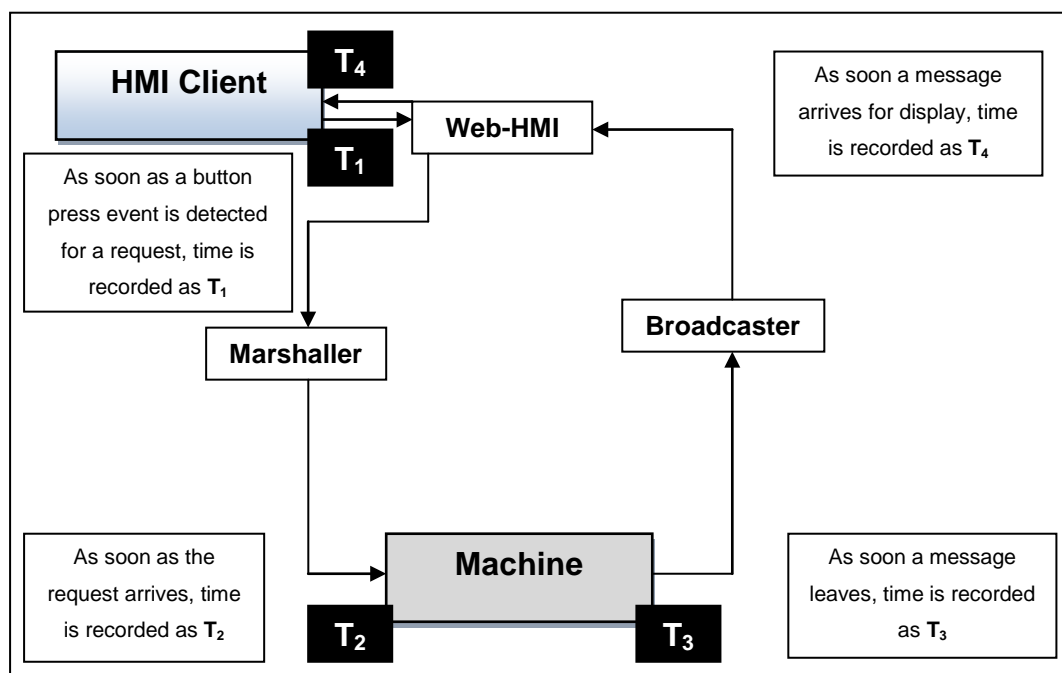 T4
HMI Client
Web-HMI
T1
As soon a message
arrives for display, time
is recorded as T4
As soon as a button
press event is detected
for a request, time is
recorded as T1
Broadcaster
Marshaller
As soon as the
request arrives, time
is recorded as T2
Machine
T2
T3
As soon a message
leaves, time is recorded
as T3